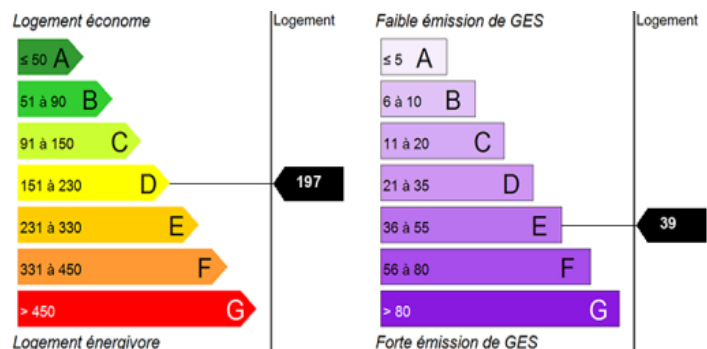 Logement économe
Logement
≤ 50 A
51 à 90 B
91 à 150 C
151 à 230 D
197
231 à 330 E
331 à 450 F
> 450 G
Logement énergivore
Faible émission de GES
Logement
≤ 5 A
6 à 10 B
11 à 20 C
21 à 35 D
36 à 55 E
39
56 à 80 F
> 80 G
Forte émission de GES